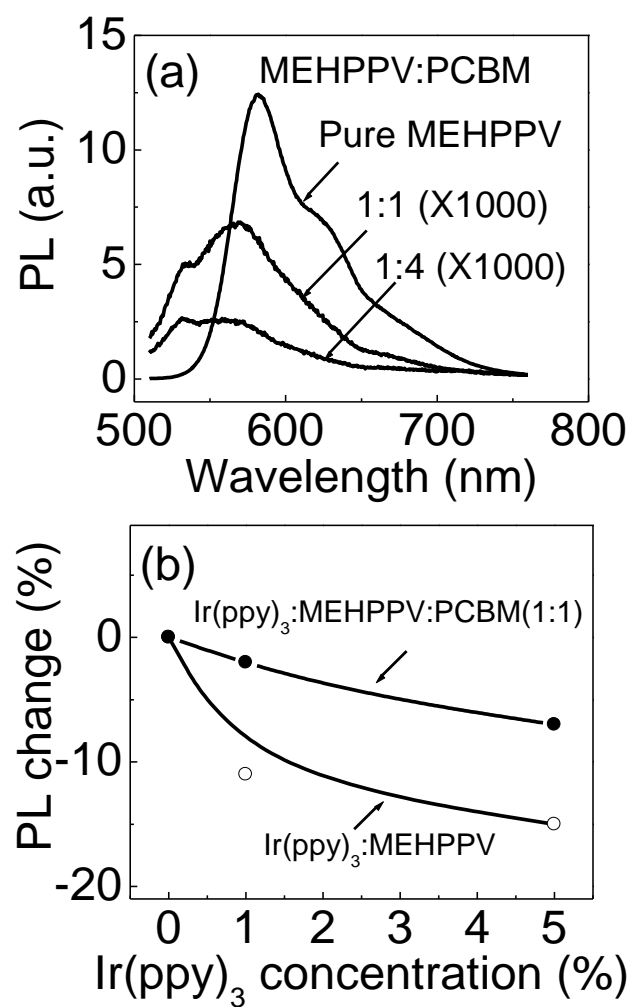 (a) MEHPPV:PCBM
Pure MEHPPV
1:1 (X1000)
1:4 (X1000)
PL (a.u.)
15
10
5
0
500 600 700 800
Wavelength (nm)
(b)
Ir(ppy)₃:MEHPPV:PCBM(1:1)
Ir(ppy)₃:MEHPPV
PL change (%)
0
-10
-20
0 1 2 3 4 5
Ir(ppy)₃ concentration (%)